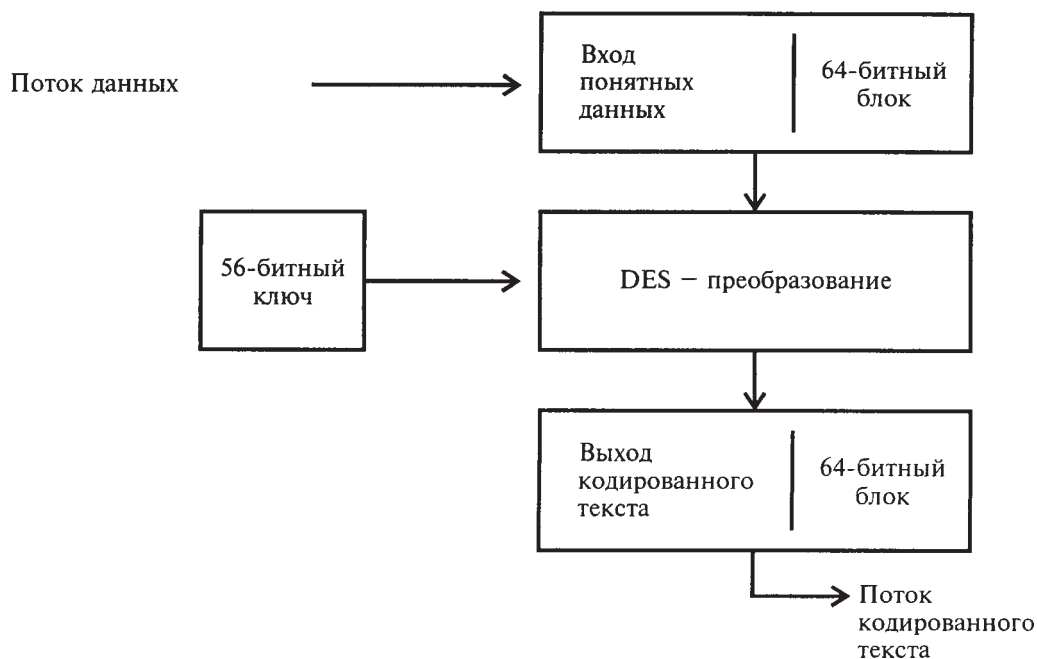 Поток данных
Вход
понятных
данных
64-битный
блок
56-битный
ключ
DES – преобразование
Выход
кодированного
текста
64-битный
блок
Поток
кодированного
текста